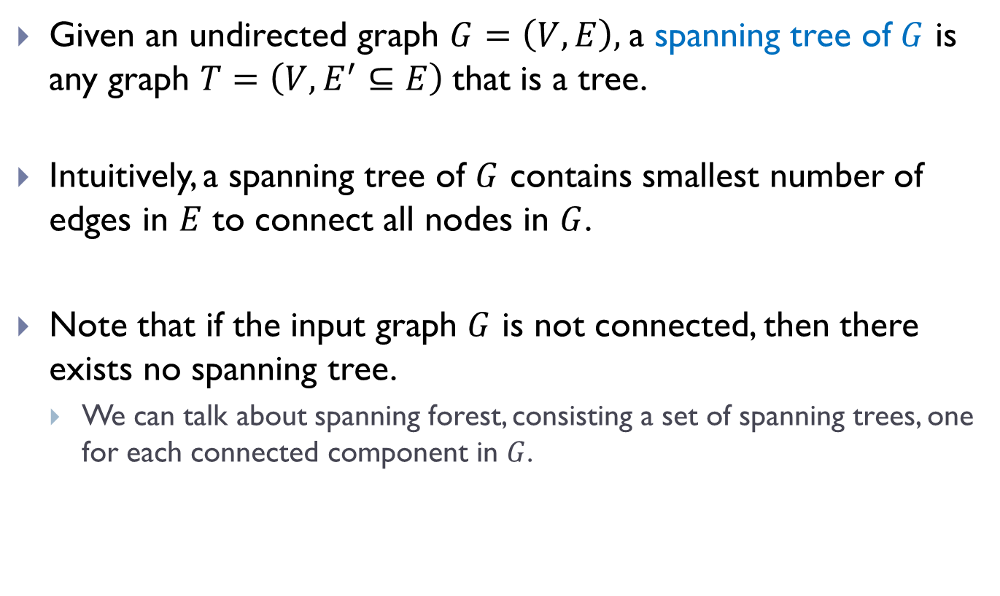 Given an undirected graph G = (V, E), a spanning tree of G is
any graph T = (V, E′ ⊆ E) that is a tree.
Intuitively, a spanning tree of G contains smallest number of
edges in E to connect all nodes in G.
Note that if the input graph G is not connected, then there
exists no spanning tree.
We can talk about spanning forest, consisting a set of spanning trees, one
for each connected component in G.